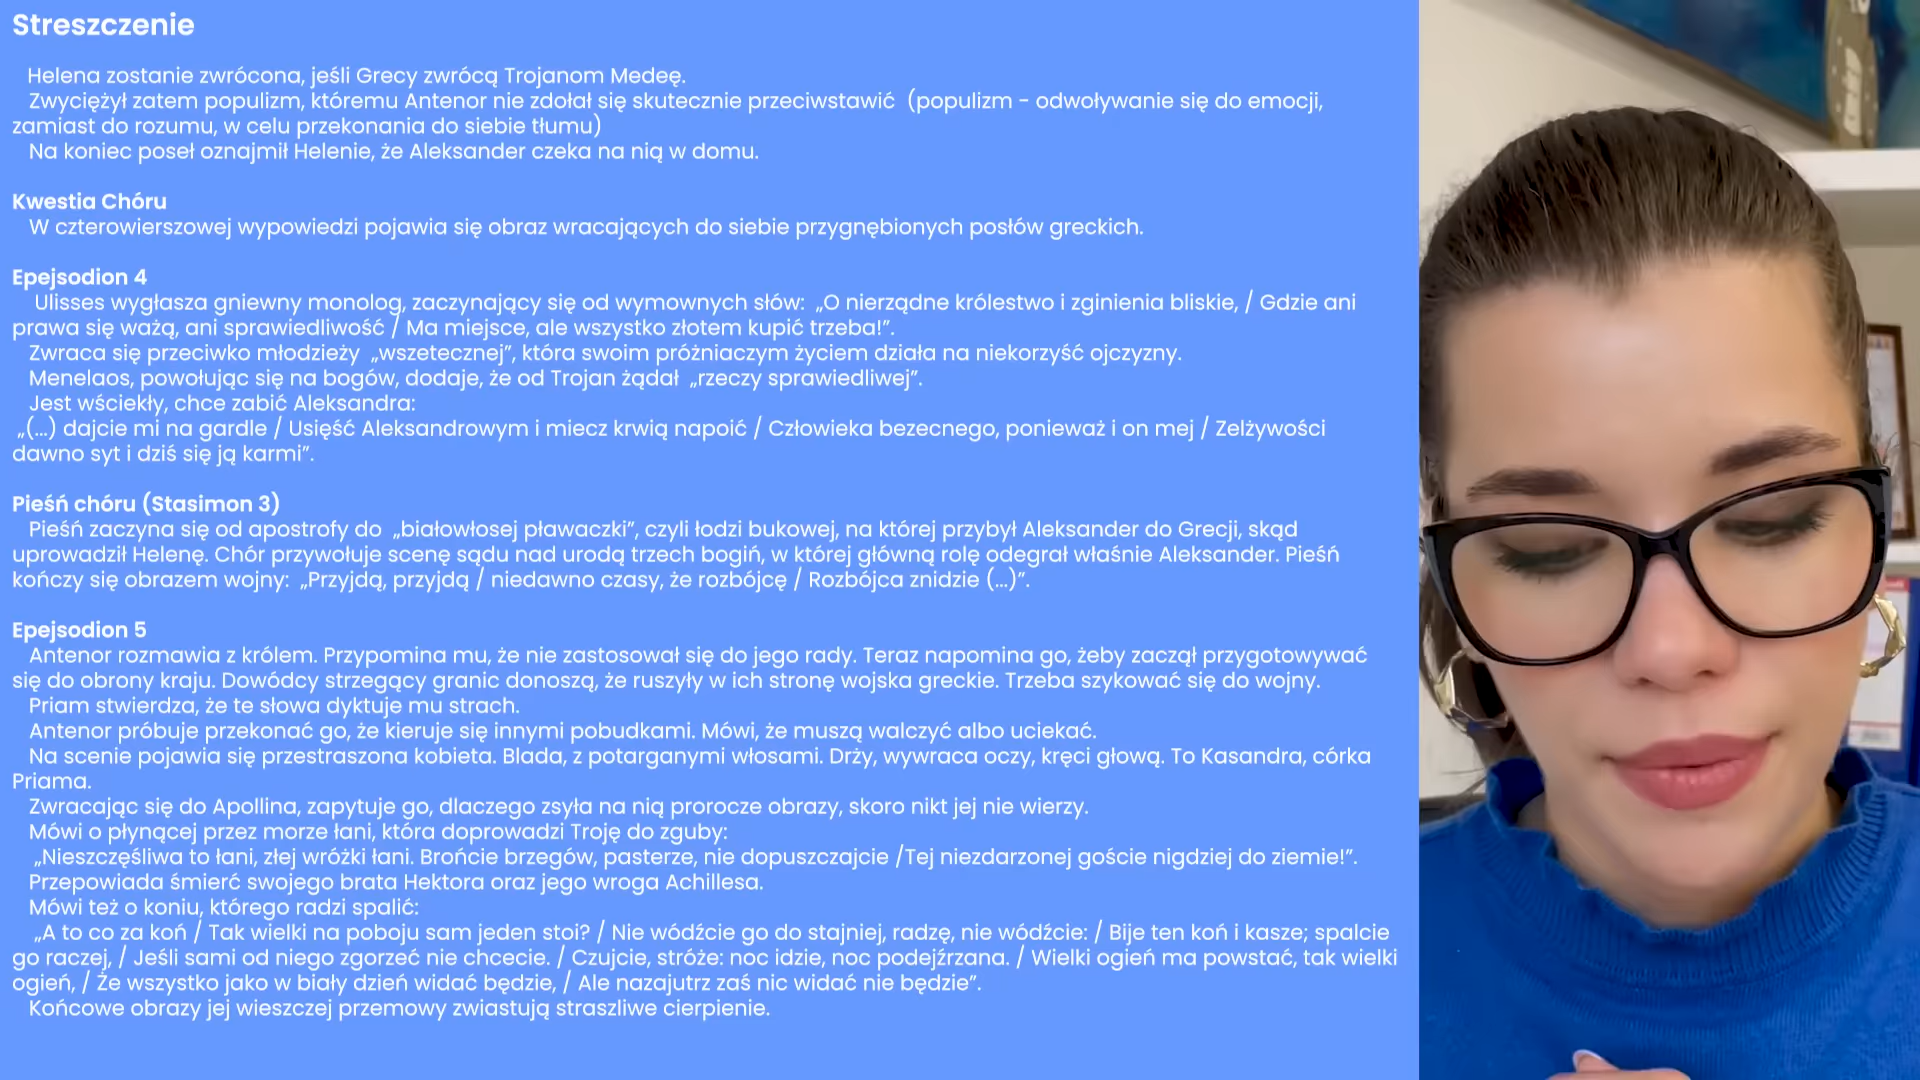 Streszczenie
Helena zostanie zwrócona, jeśli Grecy zwrócą Trojanom Medeę.
Zwyciężył zatem populizm, któremu Antenor nie zdołał się skutecznie przeciwstawić (populizm - odwoływanie się do emocji,
zamiast do rozumu, w celu przekonania do siebie tłumu)
Na koniec poseł oznajmił Helenie, że Aleksander czeka na nią w domu.
Kwestia Chóru
W czterowierszowej wypowiedzi pojawia się obraz wracających do siebie przygnębionych posłów greckich.
Epejsodion 4
Ulisses wygłasza gniewny monolog, zaczynający się od wymownych słów: „O nierządne królestwo i zginienia bliskie, / Gdzie ani
prawa się ważą, ani sprawiedliwość / Ma miejsce, ale wszystko złotem kupić trzeba!”.
Zwraca się przeciwko młodzieży „wszetecznej”, która swoim próżniaczym życiem działa na niekorzyść ojczyzny.
Menelaos, powołując się na bogów, dodaje, że od Trojan żądał „rzeczy sprawiedliwej”.
Jest wściekły, chce zabić Aleksandra:
„(...) dajcie mi na gardle / Usięść Aleksandrowym i miecz krwią napoić / Człowieka bezecnego, ponieważ i on mej / Zelżywości
dawno syt i dziś się ją karmi”.
Pieśń chóru (Stasimon 3)
Pieśń zaczyna się od apostrofy do „białowłosej pławaczki”, czyli łodzi bukowej, na której przybył Aleksander do Grecji, skąd
uprowadził Helenę. Chór przywołuje scenę sądu nad urodą trzech bogiń, w której główną rolę odegrał właśnie Aleksander. Pieśń
kończy się obrazem wojny: „Przyjdą, przyjdą / niedawno czasy, że rozbójcę / Rozbójca znidzie (...)”.
Epejsodion 5
Antenor rozmawia z królem. Przypomina mu, że nie zastosował się do jego rady. Teraz napomina go, żeby zaczął przygotowywać
się do obrony kraju. Dowódcy strzegący granic donoszą, że ruszyły w ich stronę wojska greckie. Trzeba szykować się do wojny.
Priam stwierdza, że te słowa dyktuje mu strach.
Antenor próbuje przekonać go, że kieruje się innymi pobudkami. Mówi, że muszą walczyć albo uciekać.
Na scenie pojawia się przestraszona kobieta. Blada, z potarganymi włosami. Drży, wywraca oczy, kręci głową. To Kasandra, córka
Priama.
Zwracając się do Apollina, zapytuje go, dlaczego zsyła na nią prorocze obrazy, skoro nikt jej nie wierzy.
Mówi o płynącej przez morze łani, która doprowadzi Troję do zguby:
„Nieszczęśliwa to łani, złej wróżki łani. Brońcie brzegów, pasterze, nie dopuszczajcie /Tej niezdarzonej goście nigdziej do ziemie!”.
Przepowiada śmierć swojego brata Hektora oraz jego wroga Achillesa.
Mówi też o koniu, którego radzi spalić:
„A to co za koń / Tak wielki na poboju sam jeden stoi? / Nie wódźcie go do stajniej, radzę, nie wódźcie: / Bije ten koń i kasze; spalcie
go raczej, / Jeśli sami od niego zgorzeć nie chcecie. / Czujcie, stróże: noc idzie, noc podejźrzana. / Wielki ogień ma powstać, tak wielki
ogień, / Że wszystko jako w biały dzień widać będzie, / Ale nazajutrz zaś nic widać nie będzie”.
Końcowe obrazy jej wieszczej przemowy zwiastują straszliwe cierpienie.